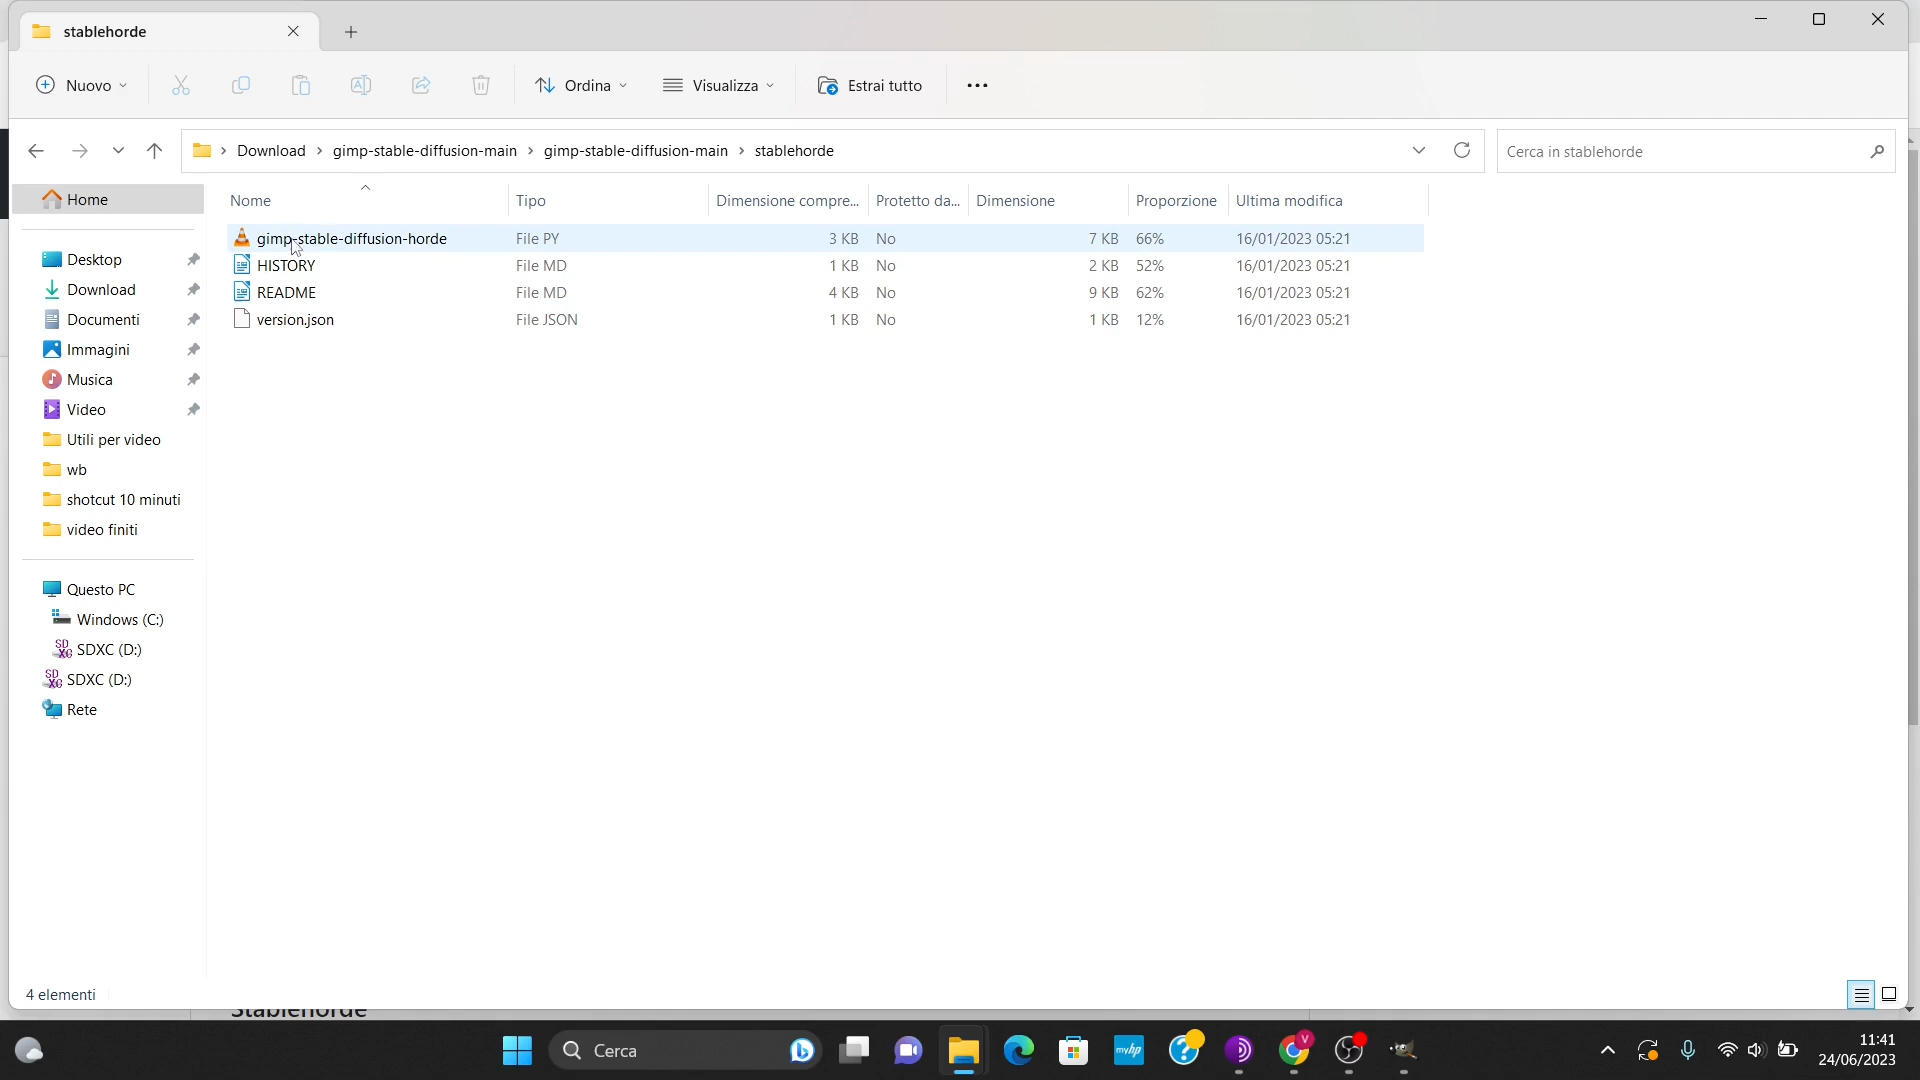 stablehorde
Nuovo
Ordina
Visualizza
Estrai tutto
Download > gimp-stable-diffusion-main > gimp-stable-diffusion-main > stablehorde
Cerca in stablehorde
Nome Tipo Dimensione compre... Protetto da... Dimensione Proporzione Ultima modifica
gimp-stable-diffusion-horde File PY 3 KB No 7 KB 66% 16/01/2023 05:21
HISTORY File MD 1 KB No 2 KB 52% 16/01/2023 05:21
README File MD 4 KB No 9 KB 62% 16/01/2023 05:21
version.json File JSON 1 KB No 1 KB 12% 16/01/2023 05:21
Home
Desktop
Download
Documenti
Immagini
Musica
Video
Utili per video
wb
shotcut 10 minuti
video finiti
Questo PC
Windows (C:)
SDXC (D:)
SDXC (D:)
Rete
4 elementi
Stablehorde
Cerca
myhp
V
11:41
24/06/2023